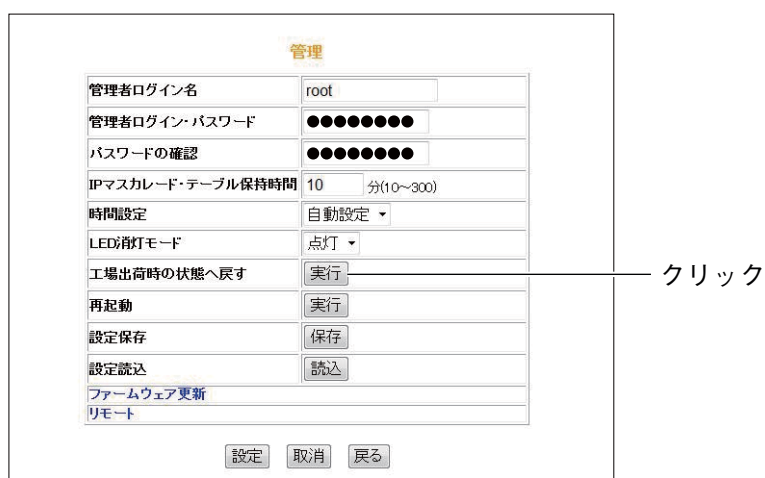 管理
管理者ログイン名 root
管理者ログイン・パスワード ●●●●●●●●
パスワードの確認 ●●●●●●●●
IPマスカレード・テーブル保持時間 10 分(10～300)
時間設定 自動設定
LED消灯モード 点灯
工場出荷時の状態へ戻す 実行 クリック
再起動 実行
設定保存 保存
設定読込 読込
ファームウェア更新
リモート
設定 取消 戻る